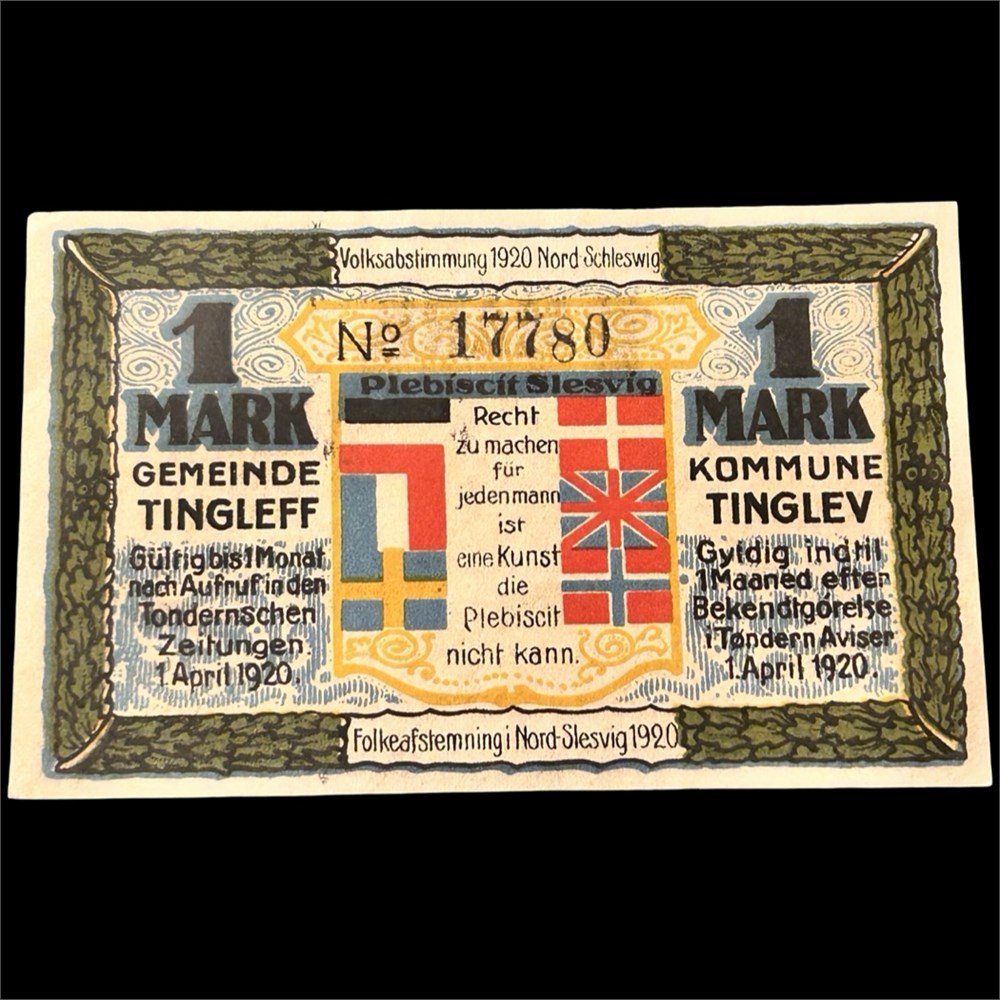 Volksabstimmung 1920 Nord-Schleswig
Nº 17780
Plebiscit Slesvig
1
MARK
GEMEINDE
TINGLEFF
Gültig bis 1 Monat
nach Aufruf in den
Tondernschen
Zeitungen.
1 April 1920.
Recht
zu machen
für
jedenmann
ist
eine Kunst
die
Plebiscit
nicht kann.
1
MARK
KOMMUNE
TINGLEV
Gyldig indtil
1 Maaned efter
Bekendtgórelse
i Tøndern Aviser
1. April 1920.
Folkeafstemning i Nord-Slesvig 1920